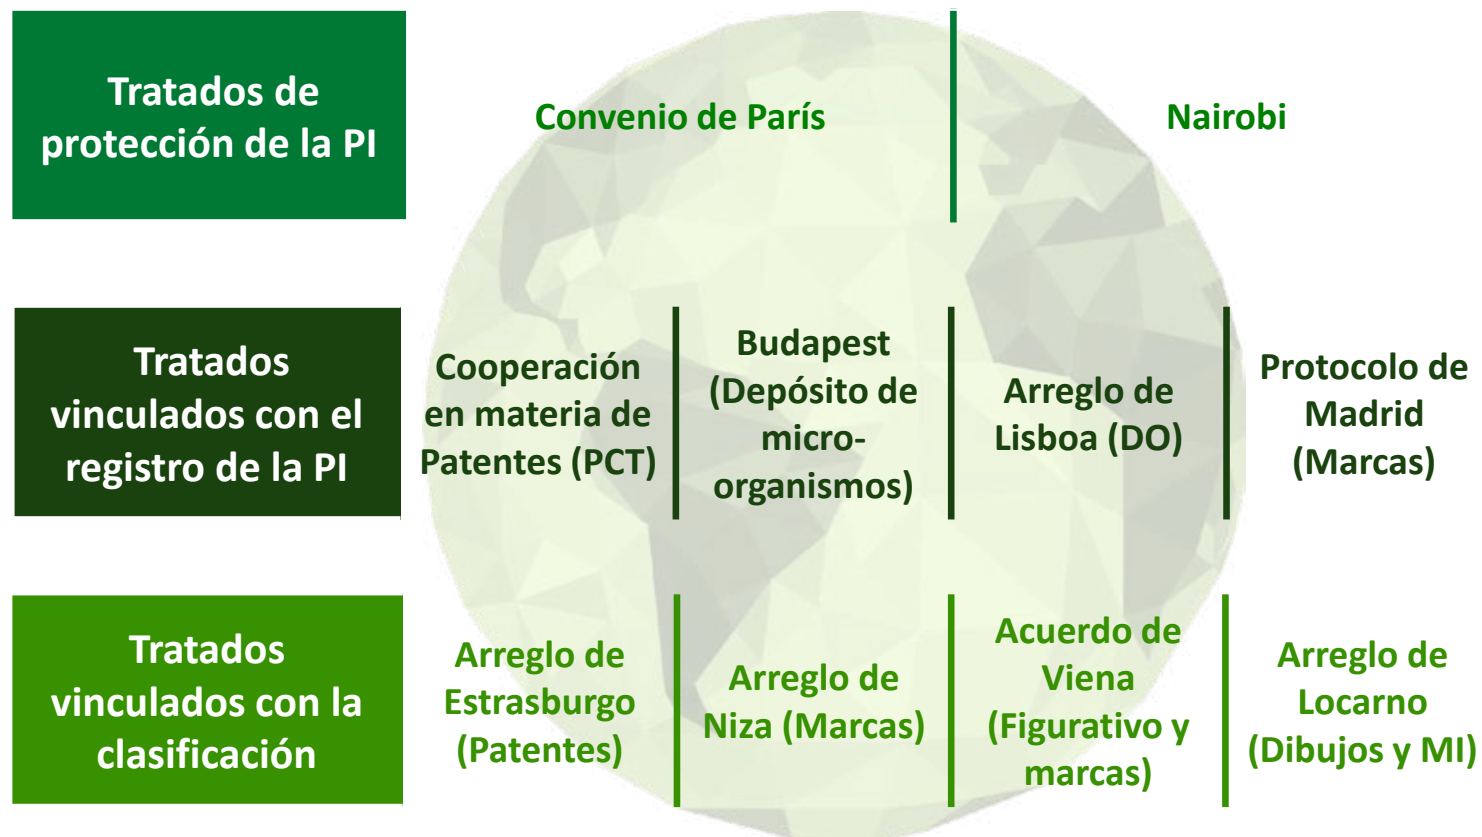 Tratados de
protección de la PI
Convenio de París
Nairobi
Tratados
vinculados con el
registro de la PI
Cooperación
en materia de
Patentes (PCT)
Budapest
(Depósito de
micro-
organismos)
Arreglo de
Lisboa (DO)
Protocolo de
Madrid
(Marcas)
Tratados
vinculados con la
clasificación
Arreglo de
Estrasburgo
(Patentes)
Arreglo de
Niza (Marcas)
Acuerdo de
Viena
(Figurativo y
marcas)
Arreglo de
Locarno
(Dibujos y MI)